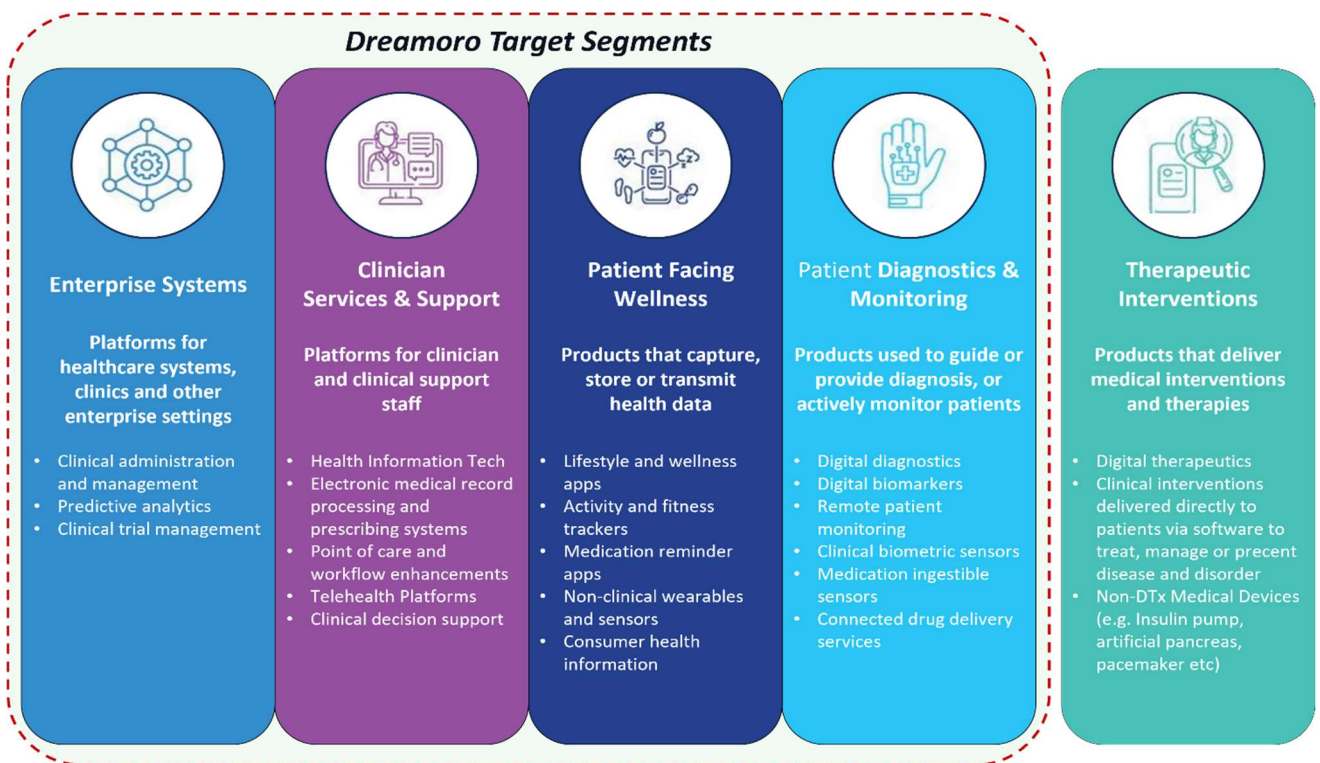 Dreamoro Target Segments
Enterprise Systems
Platforms for
healthcare systems,
clinics and other
enterprise settings
• Clinical administration
and management
• Predictive analytics
• Clinical trial management
Clinician
Services & Support
Platforms for clinician
and clinical support
staff
• Health Information Tech
• Electronic medical record
processing and
prescribing systems
• Point of care and
workflow enhancements
• Telehealth Platforms
• Clinical decision support
Patient Facing
Wellness
Products that capture,
store or transmit
health data
• Lifestyle and wellness
apps
• Activity and fitness
trackers
• Medication reminder
apps
• Non-clinical wearables
and sensors
• Consumer health
information
Patient Diagnostics &
Monitoring
Products used to guide or
provide diagnosis, or
actively monitor patients
• Digital diagnostics
• Digital biomarkers
• Remote patient
monitoring
• Clinical biometric sensors
• Medication ingestible
sensors
• Connected drug delivery
services
Therapeutic
Interventions
Products that deliver
medical interventions
and therapies
• Digital therapeutics
• Clinical interventions
delivered directly to
patients via software to
treat, manage or precent
disease and disorder
• Non-DTx Medical Devices
(e.g. Insulin pump,
artificial pancreas,
pacemaker etc)